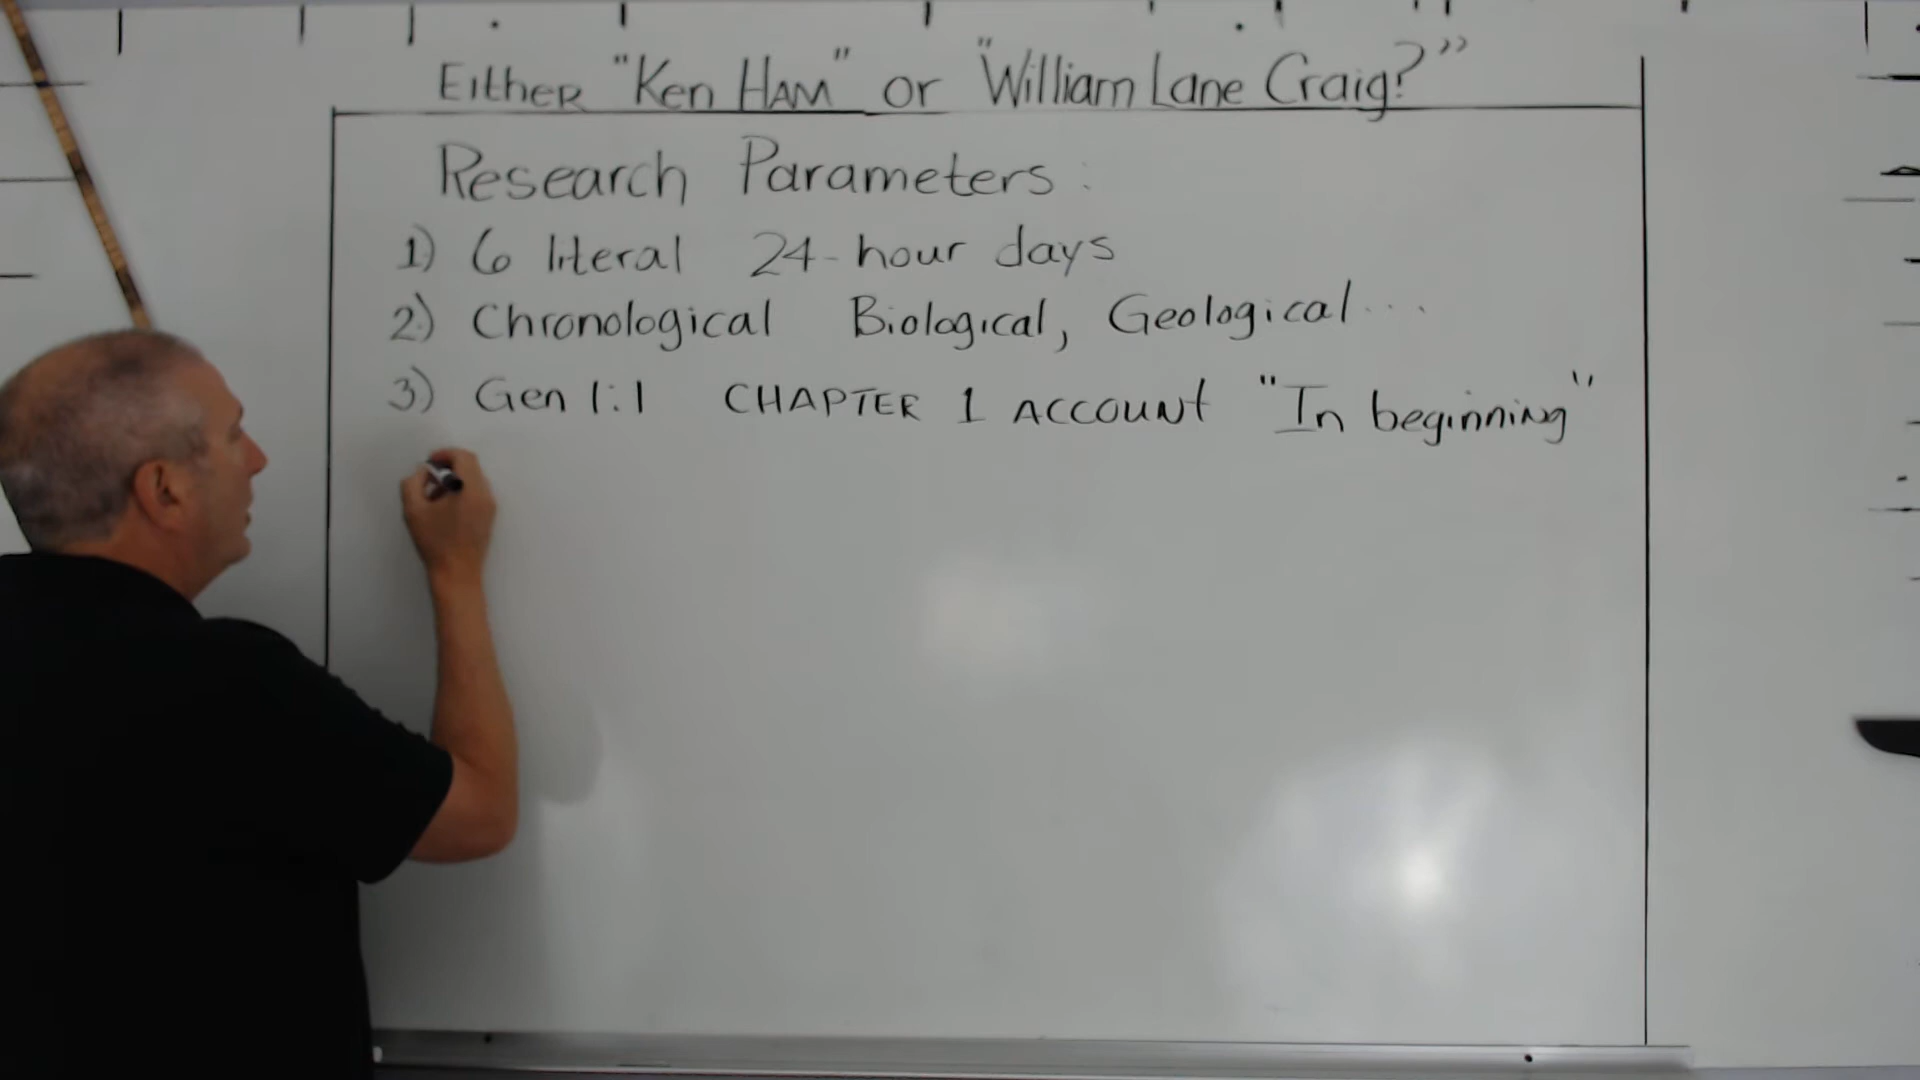 Either "Ken Ham" or "William Lane Craig?"
Research Parameters:
1) 6 literal 24-hour days
2) Chronological Biological, Geological...
3) Gen 1:1 CHAPTER 1 ACCOUNt "In beginning"